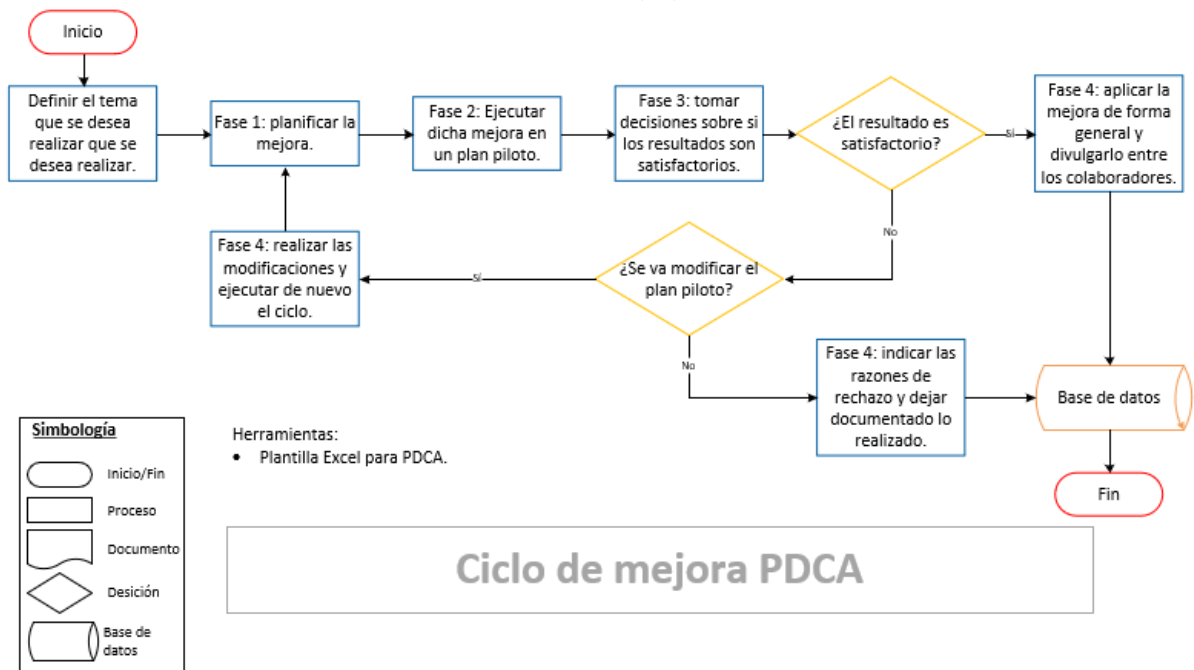 Inicio
Definir el tema
que se desea
realizar que se
desea realizar.
Fase 1: planificar la
mejora.
Fase 2: Ejecutar
dicha mejora en
un plan piloto.
Fase 3: tomar
decisiones sobre si
los resultados son
satisfactorios.
¿El resultado es
satisfactorio?
Sí
Fase 4: aplicar la
mejora de forma
general y
divulgarlo entre
los colaboradores.
No
Fase 4: realizar las
modificaciones y
ejecutar de nuevo
el ciclo.
Sí
¿Se va modificar el
plan piloto?
No
Fase 4: indicar las
razones de
rechazo y dejar
documentado lo
realizado.
Base de datos
Fin
Simbología
Inicio/Fin
Proceso
Documento
Desición
Base de
datos
Herramientas:
• Plantilla Excel para PDCA.
Ciclo de mejora PDCA